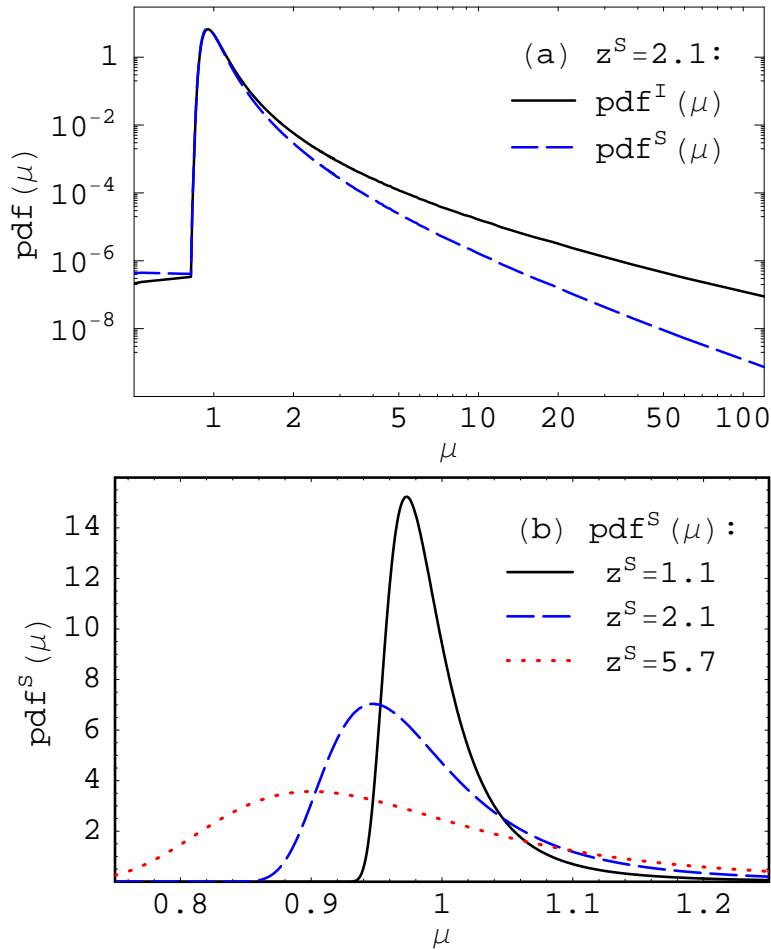 (a) z^S=2.1:
pdf^I(μ)
pdf^S(μ)
pdf(μ)
1
10^-2
10^-4
10^-6
10^-8
1 2 5 10 20 50 100
μ
(b) pdf^S(μ):
z^S=1.1
z^S=2.1
z^S=5.7
pdf^S(μ)
14
12
10
8
6
4
2
0.8 0.9 1 1.1 1.2
μ